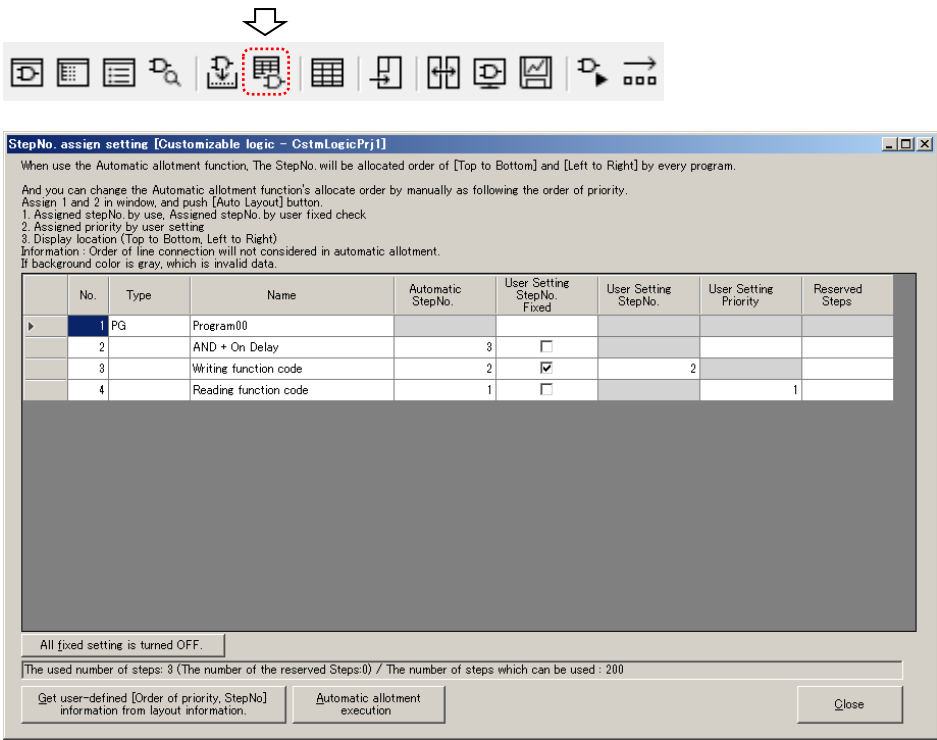 StepNo. assign setting [Customizable logic - CstmLogicPrj1]
When use the Automatic allotment function, The StepNo. will be allocated order of [Top to Bottom] and [Left to Right] by every program.
And you can change the Automatic allotment function's allocate order by manually as following the order of priority.
Assign 1 and 2 in window, and push [Auto Layout] button.
1. Assigned stepNo. by use, Assigned stepNo. by user fixed check
2. Assigned priority by user setting
3. Display location (Top to Bottom, Left to Right)
Information : Order of line connection will not considered in automatic allotment.
If background color is gray, which is invalid data.
No. Type Name Automatic StepNo. User Setting StepNo. Fixed User Setting StepNo. User Setting Priority Reserved Steps
1 PG Program00
2 AND + On Delay 3
3 Writing function code 2 2
4 Reading function code 1 1
All fixed setting is turned OFF.
The used number of steps: 3 (The number of the reserved Steps:0) / The number of steps which can be used : 200
Get user-defined [Order of priority, StepNo]
information from layout information.
Automatic allotment
execution
Close